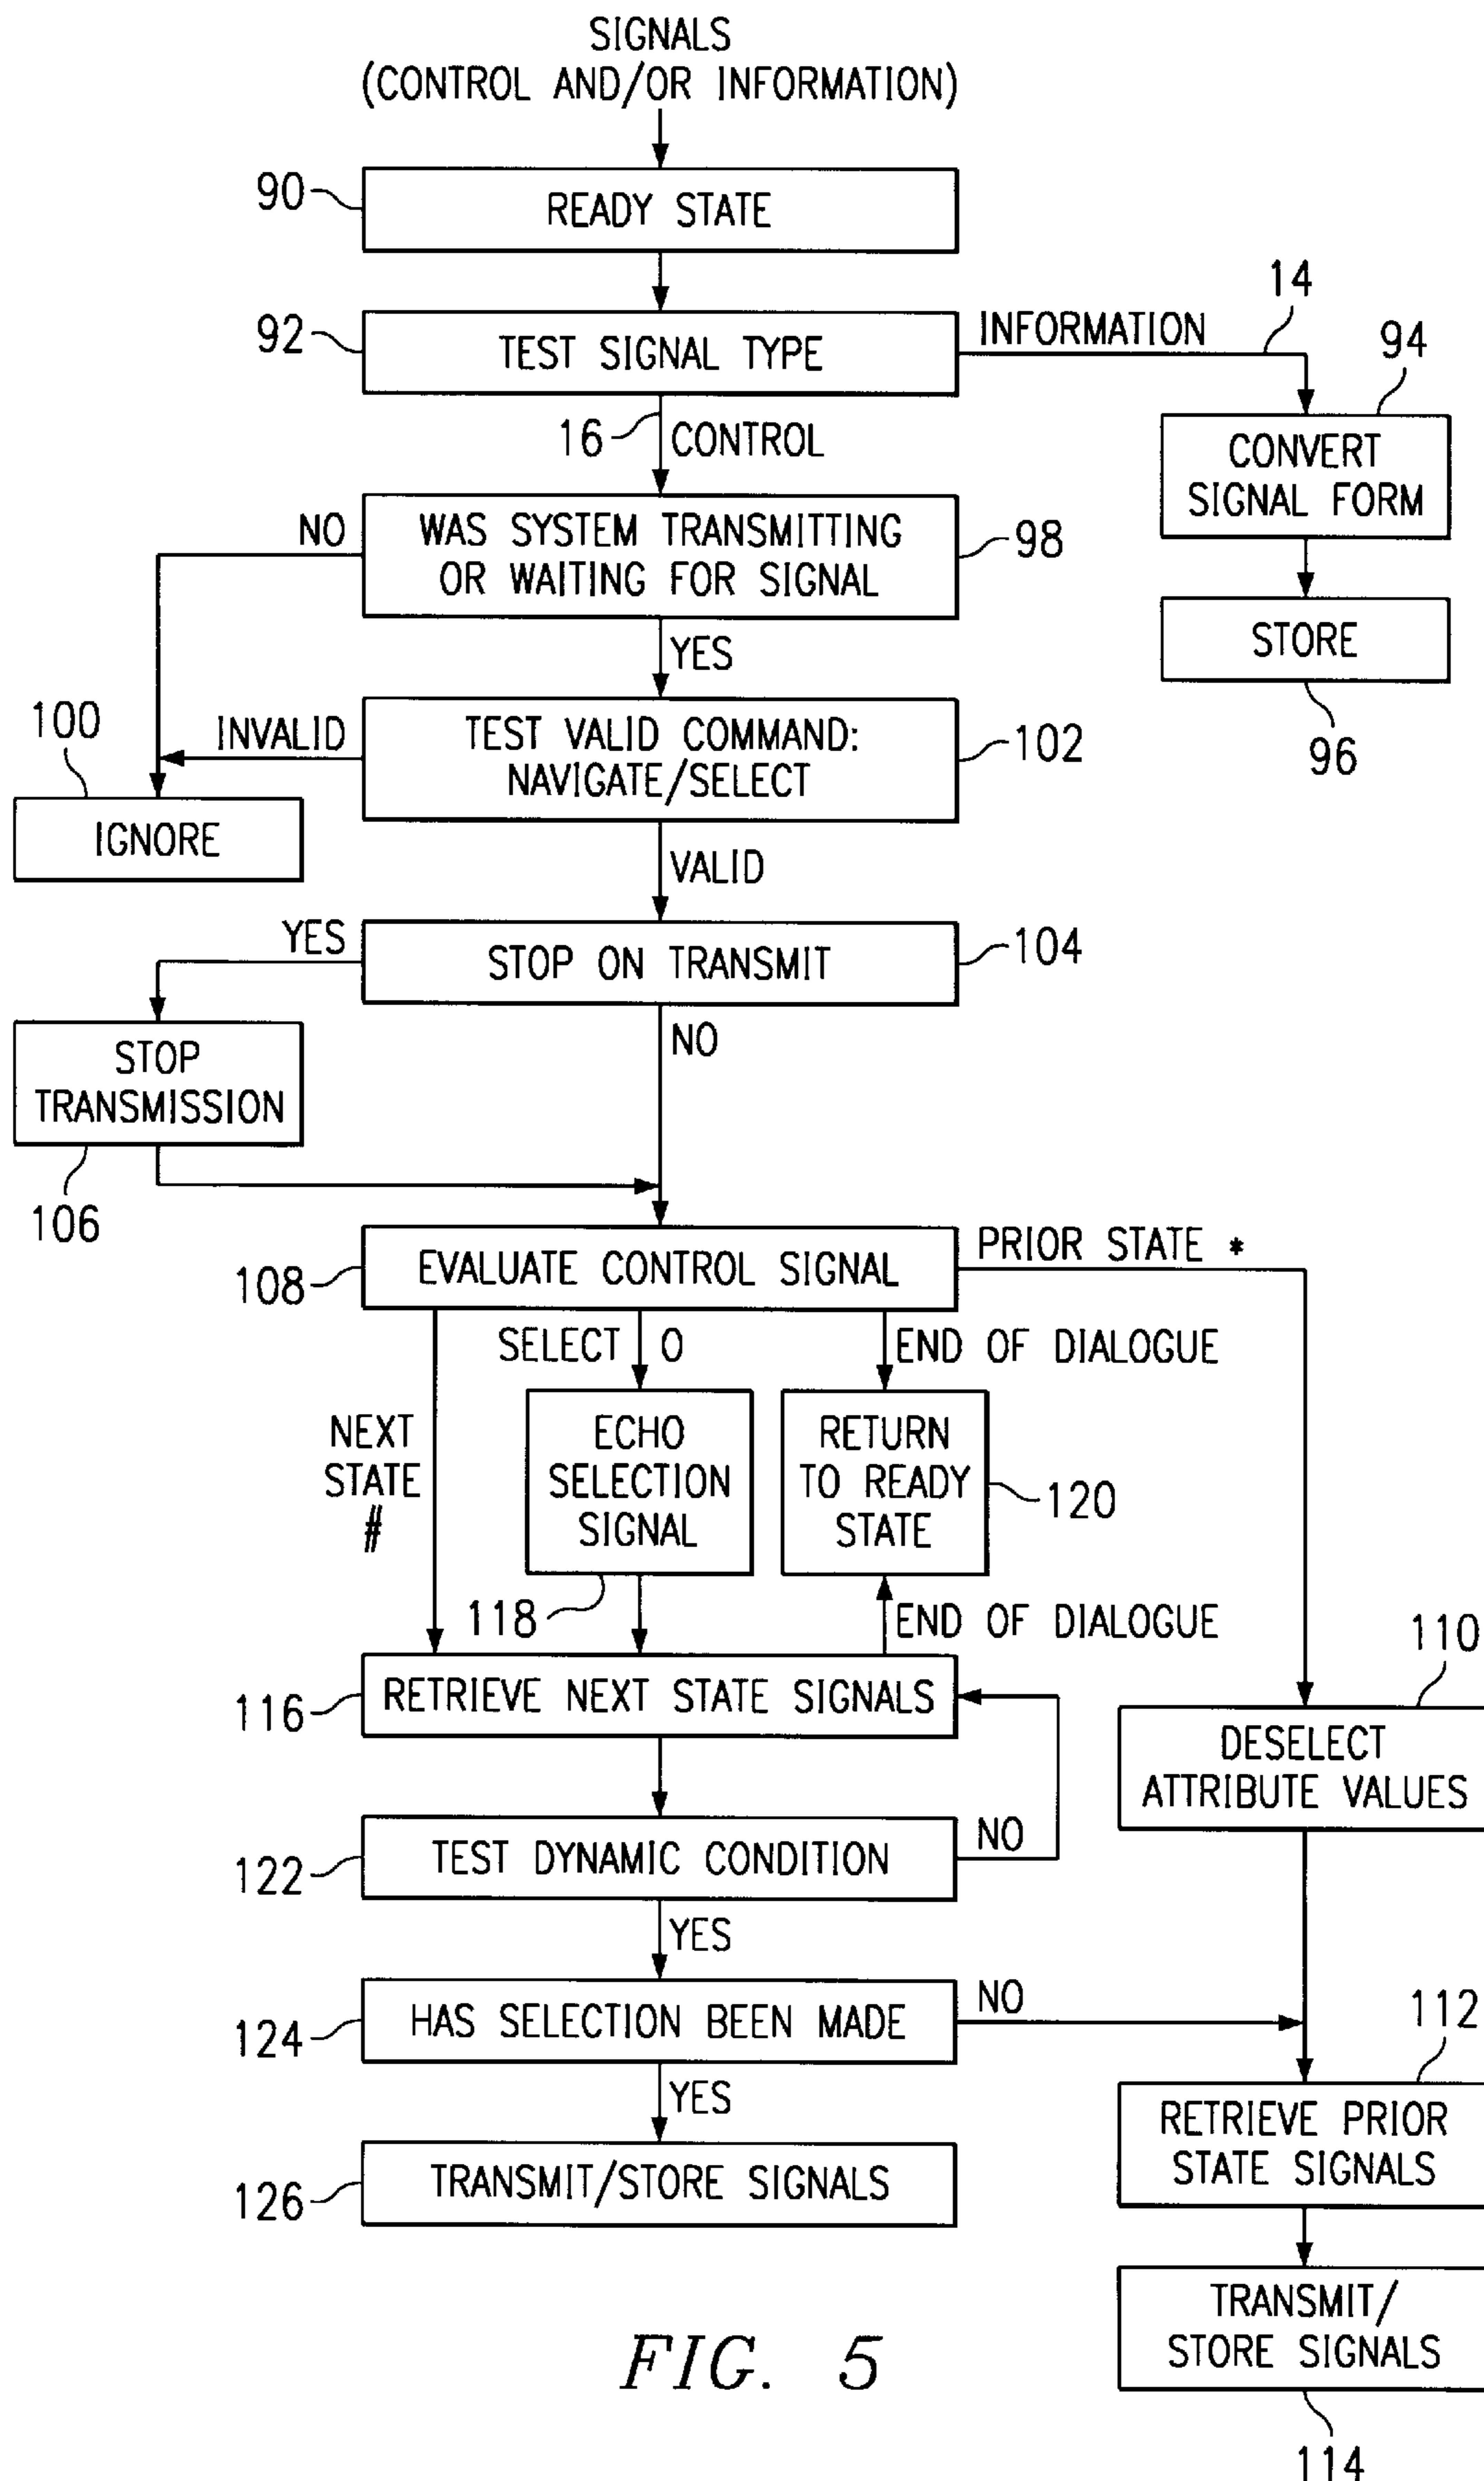 SIGNALS
(CONTROL AND/OR INFORMATION)
90
READY STATE
14
92
TEST SIGNAL TYPE
INFORMATION
94
16
CONTROL
CONVERT
SIGNAL FORM
NO
WAS SYSTEM TRANSMITTING
OR WAITING FOR SIGNAL
98
STORE
YES
96
100
INVALID
TEST VALID COMMAND:
NAVIGATE/SELECT
102
IGNORE
VALID
YES
STOP ON TRANSMIT
104
STOP
TRANSMISSION
NO
106
108
EVALUATE CONTROL SIGNAL
PRIOR STATE *
SELECT 0
END OF DIALOGUE
NEXT
STATE
#
ECHO
SELECTION
SIGNAL
RETURN
TO READY
STATE
120
118
END OF DIALOGUE
110
116
RETRIEVE NEXT STATE SIGNALS
DESELECT
ATTRIBUTE VALUES
122
TEST DYNAMIC CONDITION
NO
YES
124
HAS SELECTION BEEN MADE
NO
112
YES
RETRIEVE PRIOR
STATE SIGNALS
126
TRANSMIT/STORE SIGNALS
TRANSMIT/
STORE SIGNALS
FIG. 5
114